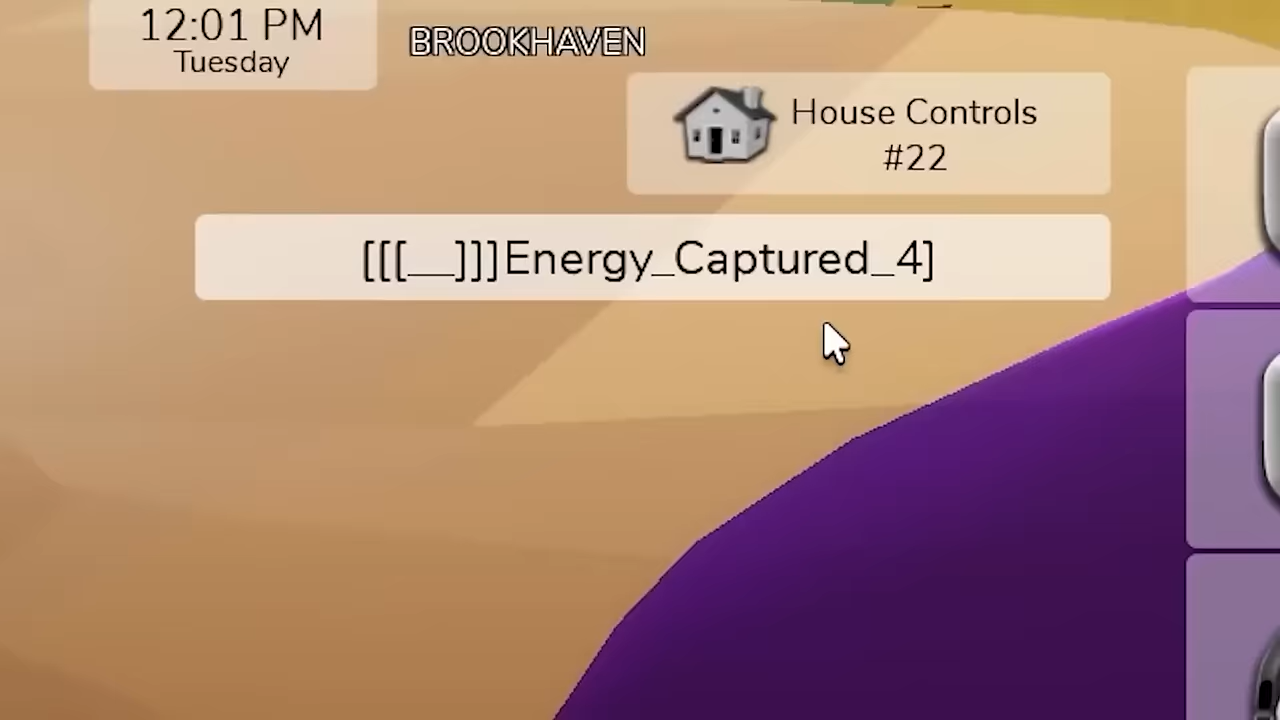 12:01 PM
Tuesday
BROOKHAVEN
House Controls
#22
[[[__]]]Energy_Captured_4]